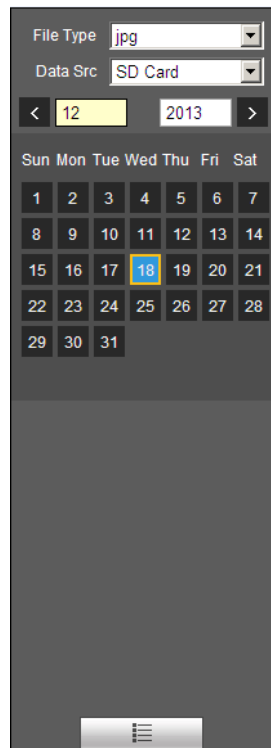 File Type jpg
Data Src SD Card
< 12 2013 >
Sun Mon Tue Wed Thu Fri Sat
1 2 3 4 5 6 7
8 9 10 11 12 13 14
15 16 17 18 19 20 21
22 23 24 25 26 27 28
29 30 31